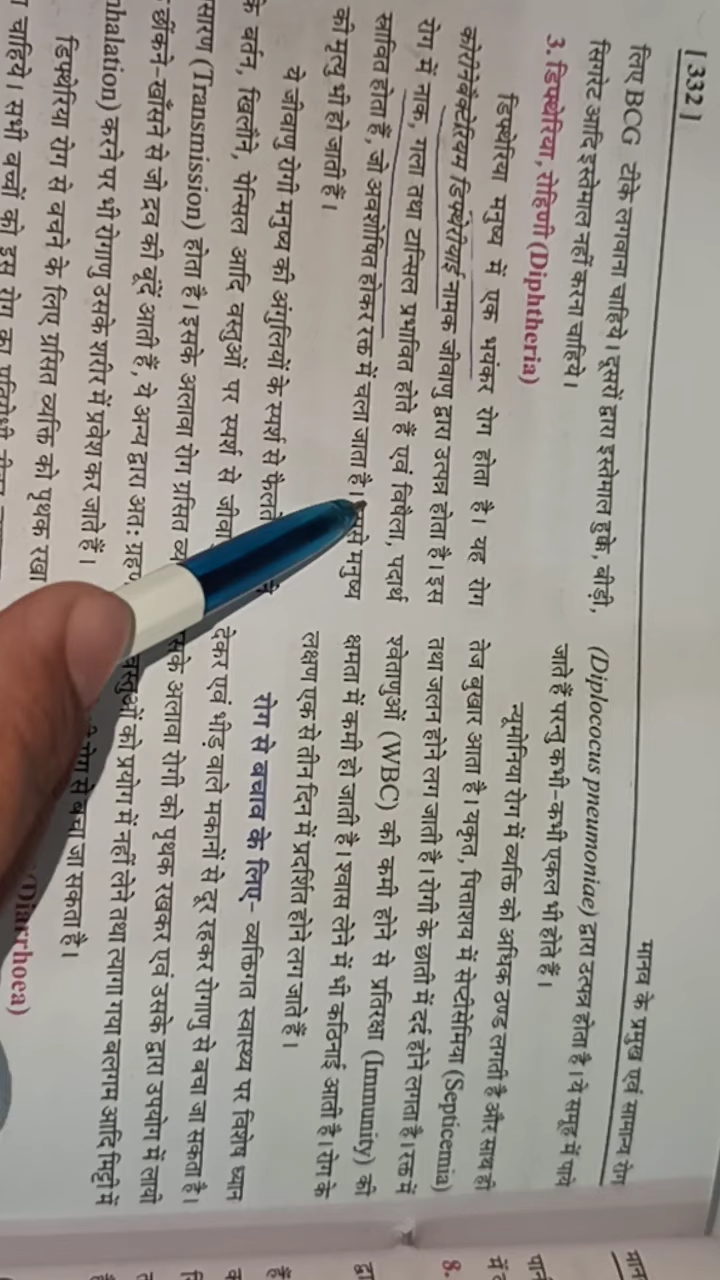 [332]
मानव के प्रमुख एवं सामान्य रोग
लिए BCG टीके लगवाना चाहिये। दूसरों द्वारा इस्तेमाल हुक्के, बीड़ी,
सिगरेट आदि इस्तेमाल नहीं करना चाहिये।
3. डिफ्थेरिया, रोहिणी (Diphtheria)
डिफ्थेरिया मनुष्य में एक भयंकर रोग होता है। यह रोग
कोरीनेबैक्टेरियम डिफ्थेरीयाई नामक जीवाणु द्वारा उत्पन्न होता है। इस
रोग, में नाक, गला तथा टान्सिल प्रभावित होते हैं एवं विषैला, पदार्थ
स्रावित होता है, जो अवशोषित होकर रक्त में चला जाता है। मनुष्य
की मृत्यु भी हो जाती है।
ये जीवाणु रोगी मनुष्य की अंगुलियों के स्पर्श से फैलते
के बर्तन, खिलौने, पेन्सिल आदि वस्तुओं पर स्पर्श से
(Transmission) होता है। इसके अलावा रोग ग्रसित
छींकने-खाँसने से जो द्रव की बूँदें आती हैं, ये अन्य द्वारा अत:
करने पर भी रोगाणु उसके शरीर में प्रवेश कर जाते हैं।
डिफ्थेरिया रोग से बचने के लिए ग्रसित व्यक्ति को पृथक रखा
चाहिये। सभी बच्चों को इस रोग का
(Diplococus pneumoniae) द्वारा उत्पन्न होता है। ये समूह में पाये
जाते हैं परन्तु कभी-कभी एकल भी होते है।
न्यूमोनिया रोग में व्यक्ति को अधिक ठण्ड लगती है और साथ ही
तेज बुखार आता है। यकृत, पित्ताशय में सेप्टीसेमिया (Septicemia)
तथा जलन होने लग जाती है। रोगी के छाती में दर्द होने लगता है। रक्त में
श्वेताणुओं (WBC) की कमी होने से प्रतिरक्षा (Immunity) की
क्षमता में कमी हो जाती है। श्वास लेने में भी कठिनाई आती है। रोग के
लक्षण एक से तीन दिन में प्रदर्शित होने लग जाते हैं।
रोग से बचाव के लिए– व्यक्तिगत स्वास्थ्य पर विशेष ध्यान
देकर एवं भीड़ वाले मकानों से दूर रहकर रोगाणु से बचा जा सकता है।
अलावा रोगी को पृथक रखकर एवं उसके द्वारा उपयोग में लायी
वस्तुओं को प्रयोग में नहीं लेने तथा त्यागा गया बलगम आदि मिट्टी में
से बचा जा सकता है।
(Diarrhoea)
8.